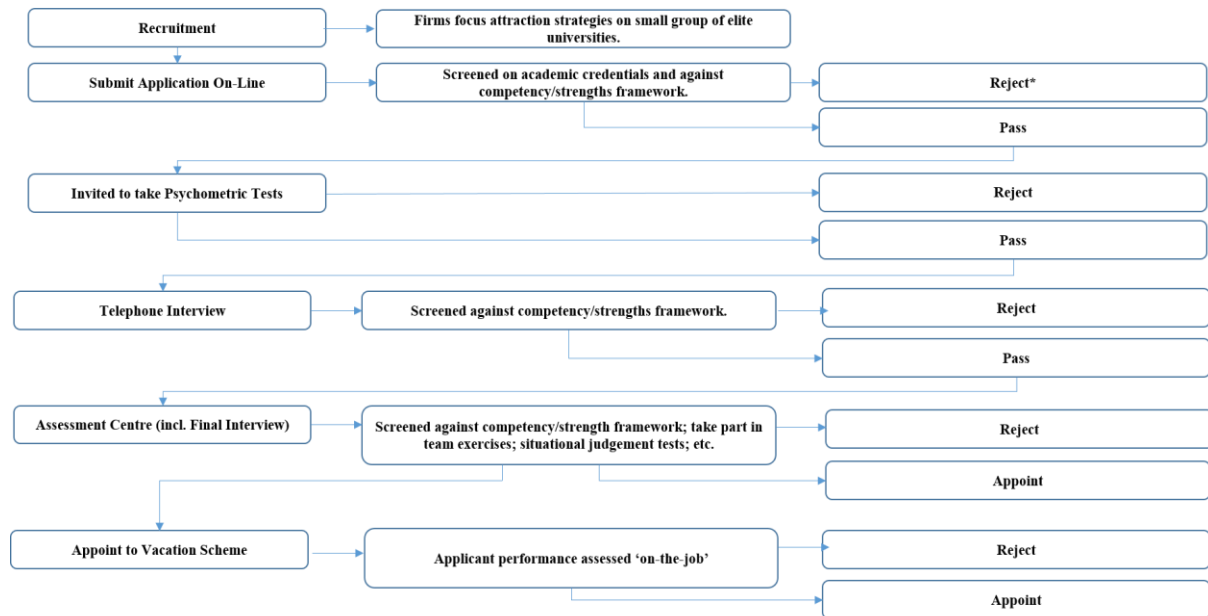 Recruitment
Firms focus attraction strategies on small group of elite
universities.
Submit Application On-Line
Screened on academic credentials and against
competency/strengths framework.
Reject*
Pass
Invited to take Psychometric Tests
Reject
Pass
Telephone Interview
Screened against competency/strengths framework.
Reject
Pass
Assessment Centre (incl. Final Interview)
Screened against competency/strength framework; take part in
team exercises; situational judgement tests; etc.
Reject
Appoint
Appoint to Vacation Scheme
Applicant performance assessed ‘on-the-job’
Reject
Appoint